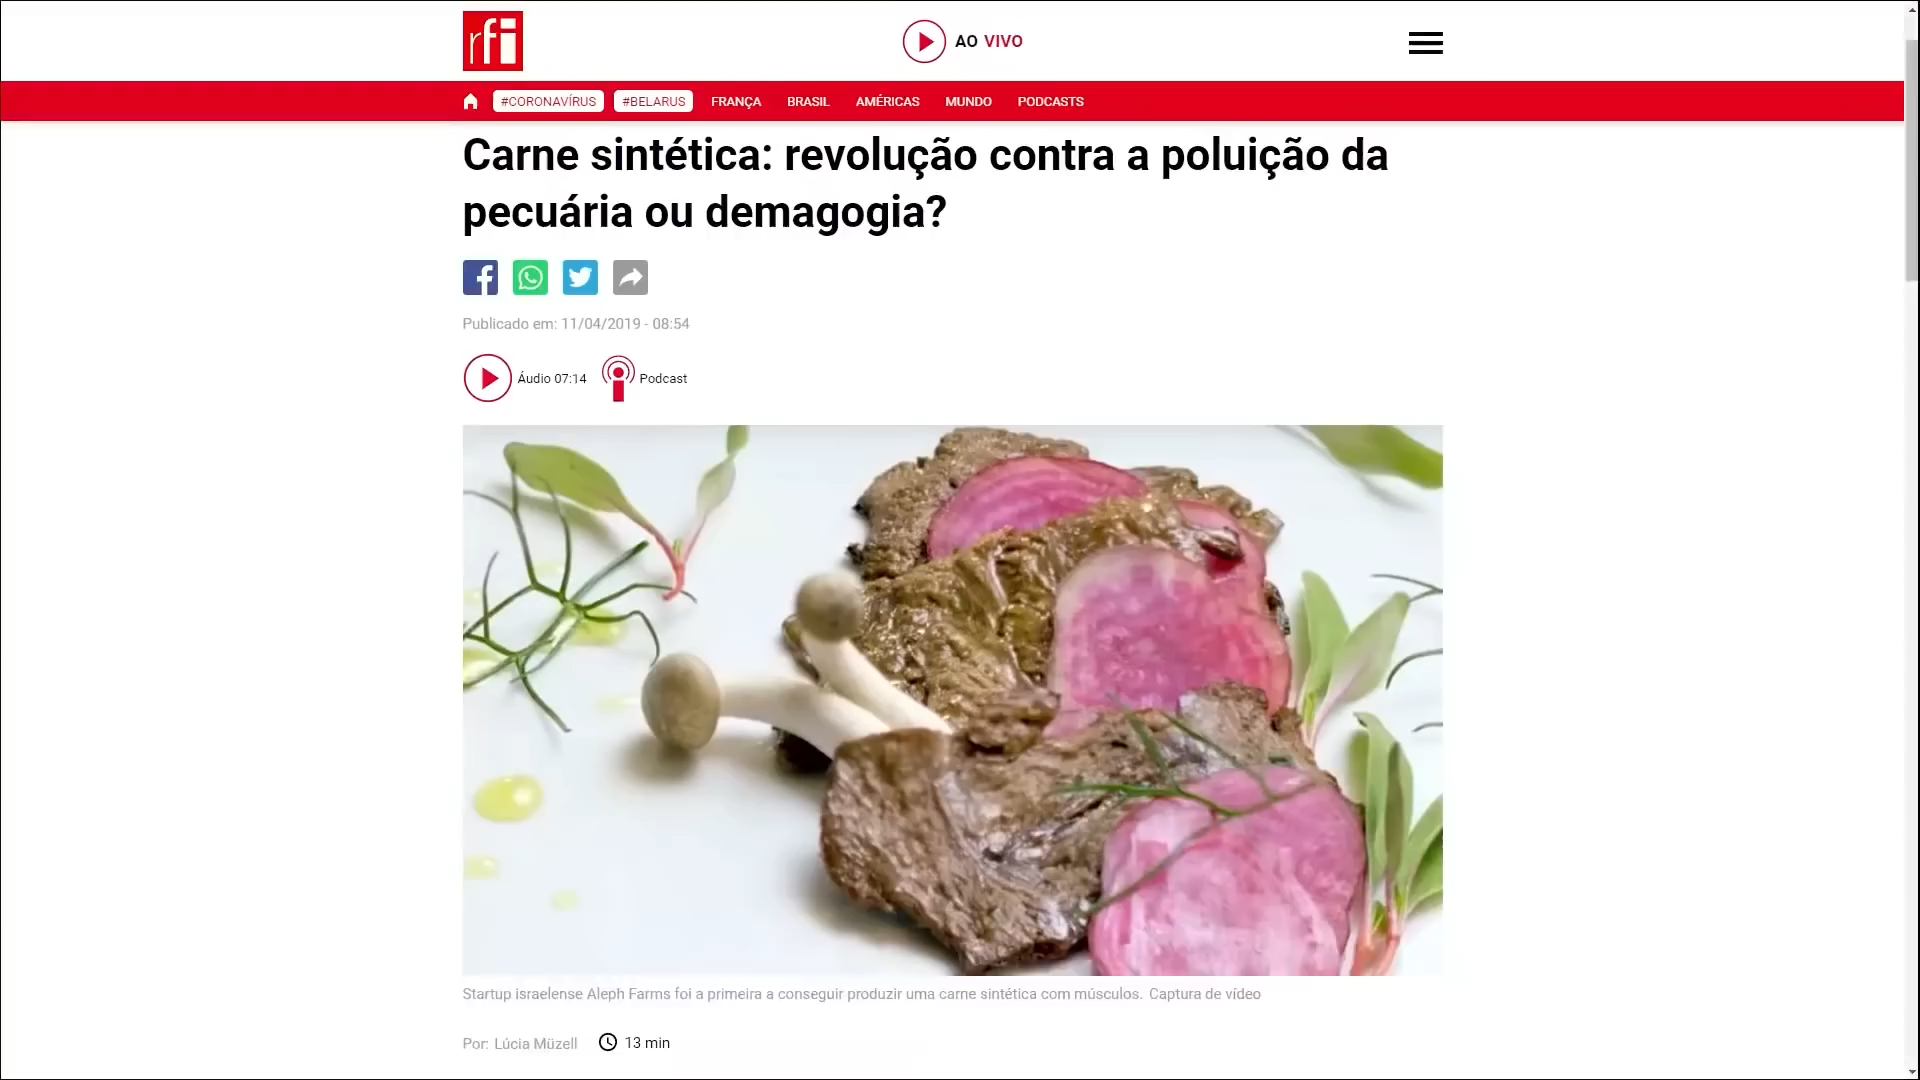 rfi
AO VIVO
#CORONAVÍRUS #BELARUS FRANÇA BRASIL AMÉRICAS MUNDO PODCASTS
Carne sintética: revolução contra a poluição da
pecuária ou demagogia?
Publicado em: 11/04/2019 - 08:54
Áudio 07:14 Podcast
Startup israelense Aleph Farms foi a primeira a conseguir produzir uma carne sintética com músculos. Captura de vídeo
Por: Lúcia Müzell 13 min